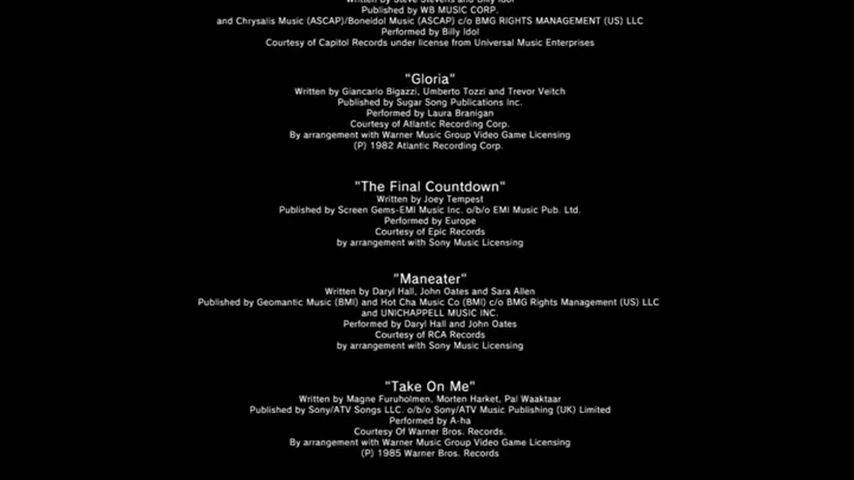 Written by Steve Stevens and Billy Idol
Published by WB MUSIC CORP.
and Chrysalis Music (ASCAP)/Boneidol Music (ASCAP) c/o BMG RIGHTS MANAGEMENT (US) LLC
Performed by Billy Idol
Courtesy of Capitol Records under license from Universal Music Enterprises
"Gloria"
Written by Giancarlo Bigazzi, Umberto Tozzi and Trevor Veitch
Published by Sugar Song Publications Inc.
Performed by Laura Branigan
Courtesy of Atlantic Recording Corp.
By arrangement with Warner Music Group Video Game Licensing
(P) 1982 Atlantic Recording Corp.
"The Final Countdown"
Written by Joey Tempest
Published by Screen Gems-EMI Music Inc. o/b/o EMI Music Pub. Ltd.
Performed by Europe
Courtesy of Epic Records
by arrangement with Sony Music Licensing
"Maneater"
Written by Daryl Hall, John Oates and Sara Allen
Published by Geomantic Music (BMI) and Hot Cha Music Co (BMI) c/o BMG Rights Management (US) LLC
and UNICHAPPELL MUSIC INC.
Performed by Daryl Hall and John Oates
Courtesy of RCA Records
by arrangement with Sony Music Licensing
"Take On Me"
Written by Magne Furuholmen, Morten Harket, Pal Waaktaar
Published by Sony/ATV Songs LLC. o/b/o Sony/ATV Music Publishing (UK) Limited
Performed by A-ha
Courtesy Of Warner Bros. Records.
By arrangement with Warner Music Group Video Game Licensing
(P) 1985 Warner Bros. Records